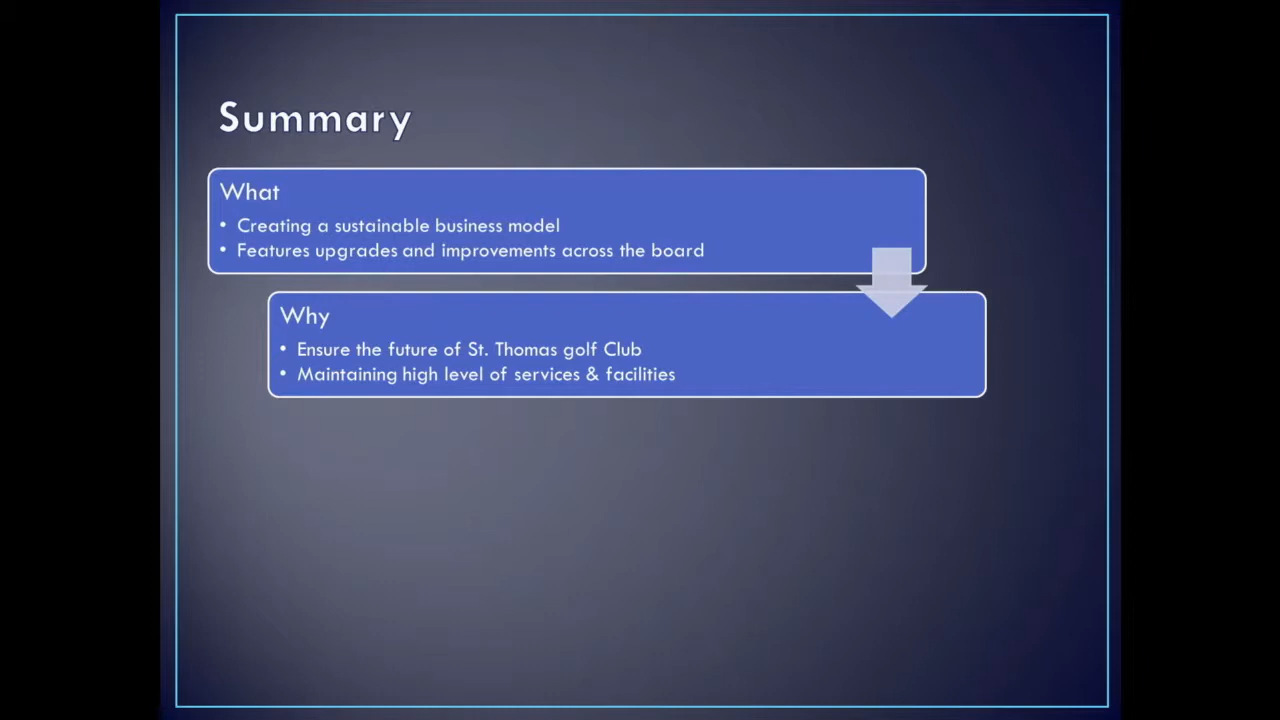 Summary
What
• Creating a sustainable business model
• Features upgrades and improvements across the board
Why
• Ensure the future of St. Thomas golf Club
• Maintaining high level of services & facilities